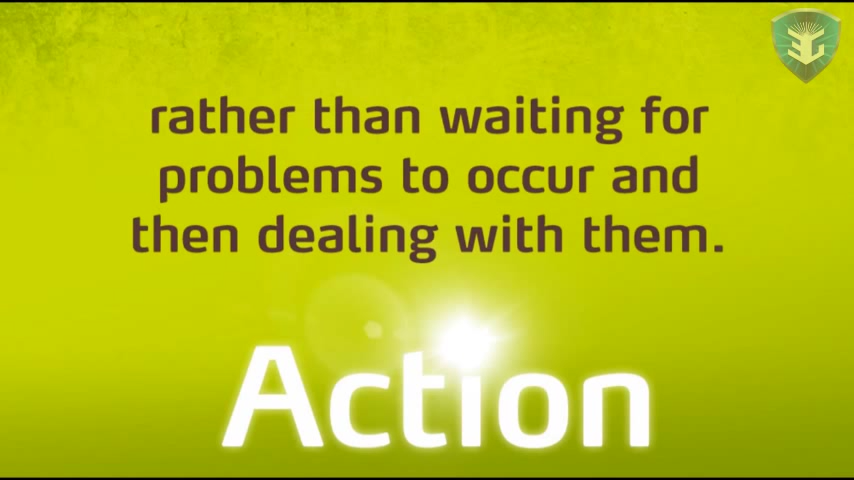 rather than waiting for
problems to occur and
then dealing with them.
Action